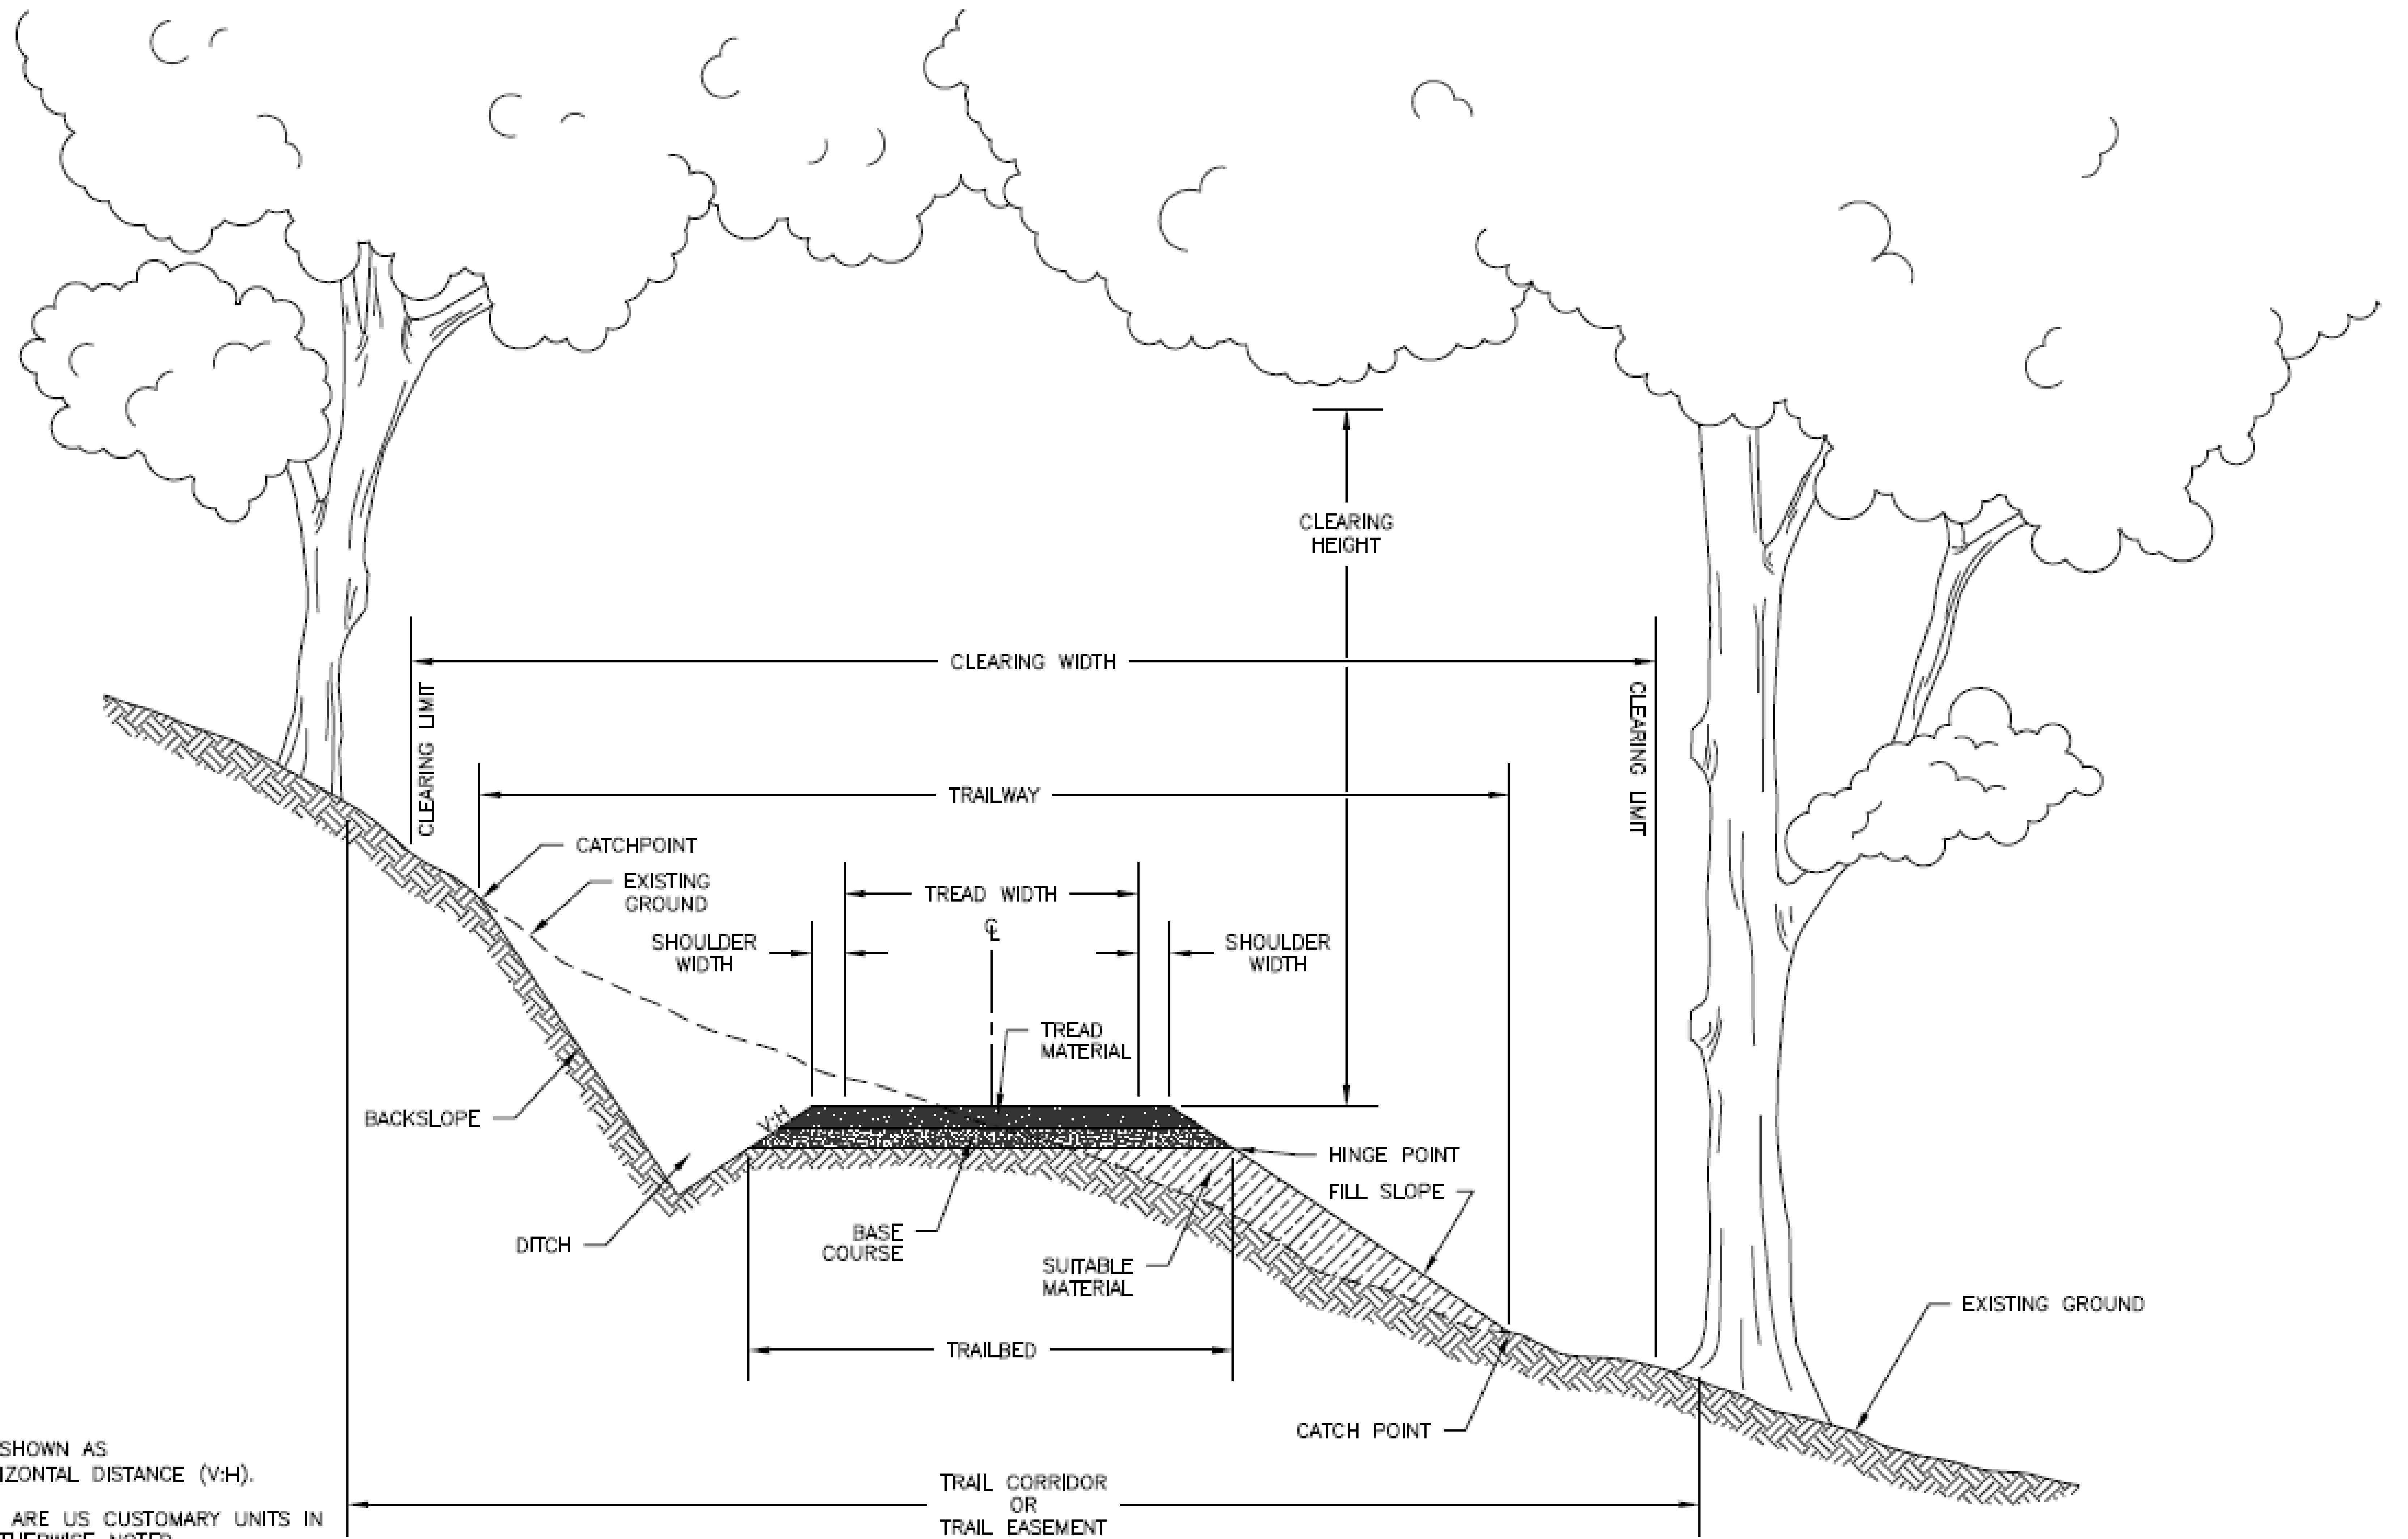 CLEARING
HEIGHT
CLEARING WIDTH
CLEARING LIMIT
CLEARING LIMIT
TRAILWAY
CATCHPOINT
EXISTING
GROUND
TREAD WIDTH
℄
SHOULDER
WIDTH
SHOULDER
WIDTH
TREAD
MATERIAL
V:H
BACKSLOPE
HINGE POINT
FILL SLOPE
DITCH
BASE
COURSE
SUITABLE
MATERIAL
EXISTING GROUND
TRAILBED
CATCH POINT
SHOWN AS
IZONTAL DISTANCE (V:H).
ARE US CUSTOMARY UNITS IN
TRAIL CORRIDOR
OR
TRAIL EASEMENT